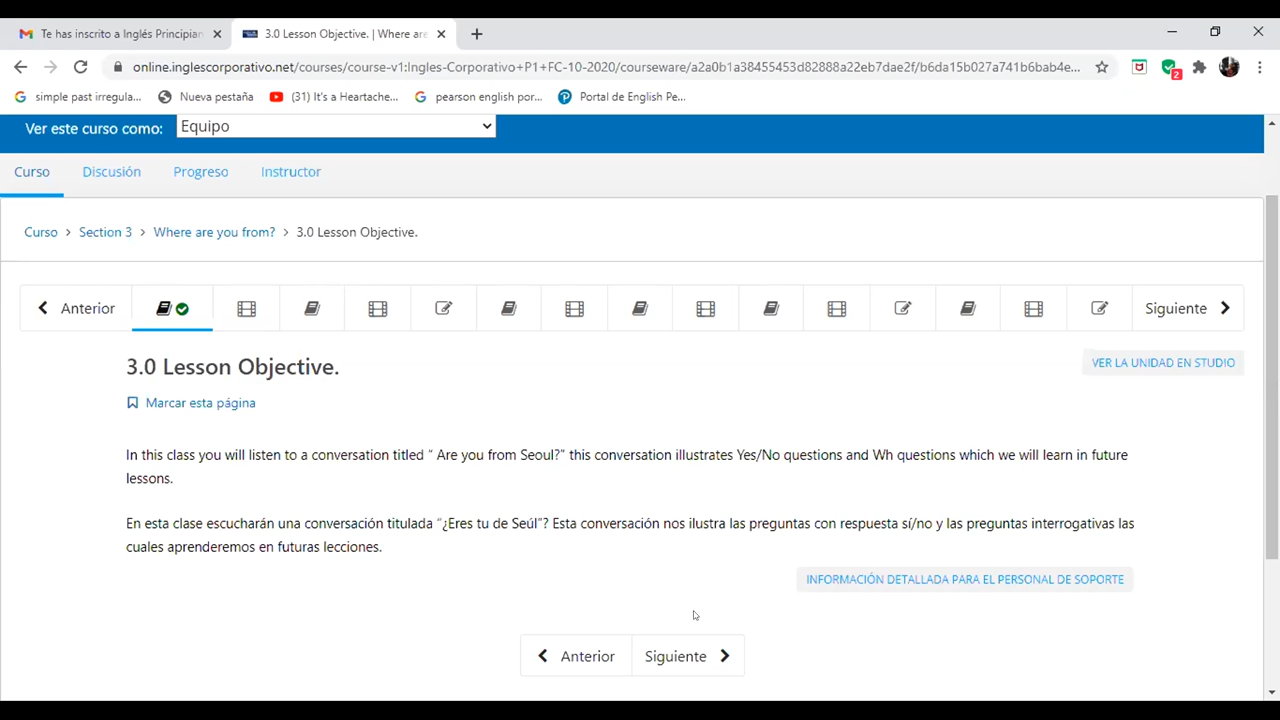 Te has inscrito a Inglés Principian
3.0 Lesson Objective. | Where are
online.inglescorporativo.net/courses/course-v1:Ingles-Corporativo+P1+FC-10-2020/courseware/a2a0b1a38455453d82888a22eb7dae2f/b6da15b027a741b6bab4e...
simple past irregula...
Nueva pestaña
(31) It's a Heartache...
pearson english por...
Portal de English Pe...
2
Ver este curso como:
Equipo
Curso
Discusión
Progreso
Instructor
Curso > Section 3 > Where are you from? > 3.0 Lesson Objective.
Anterior
Siguiente
3.0 Lesson Objective.
VER LA UNIDAD EN STUDIO
Marcar esta página
In this class you will listen to a conversation titled “ Are you from Seoul?” this conversation illustrates Yes/No questions and Wh questions which we will learn in future
lessons.
En esta clase escucharán una conversación titulada “¿Eres tu de Seúl”? Esta conversación nos ilustra las preguntas con respuesta sí/no y las preguntas interrogativas las
cuales aprenderemos en futuras lecciones.
INFORMACIÓN DETALLADA PARA EL PERSONAL DE SOPORTE
Anterior
Siguiente